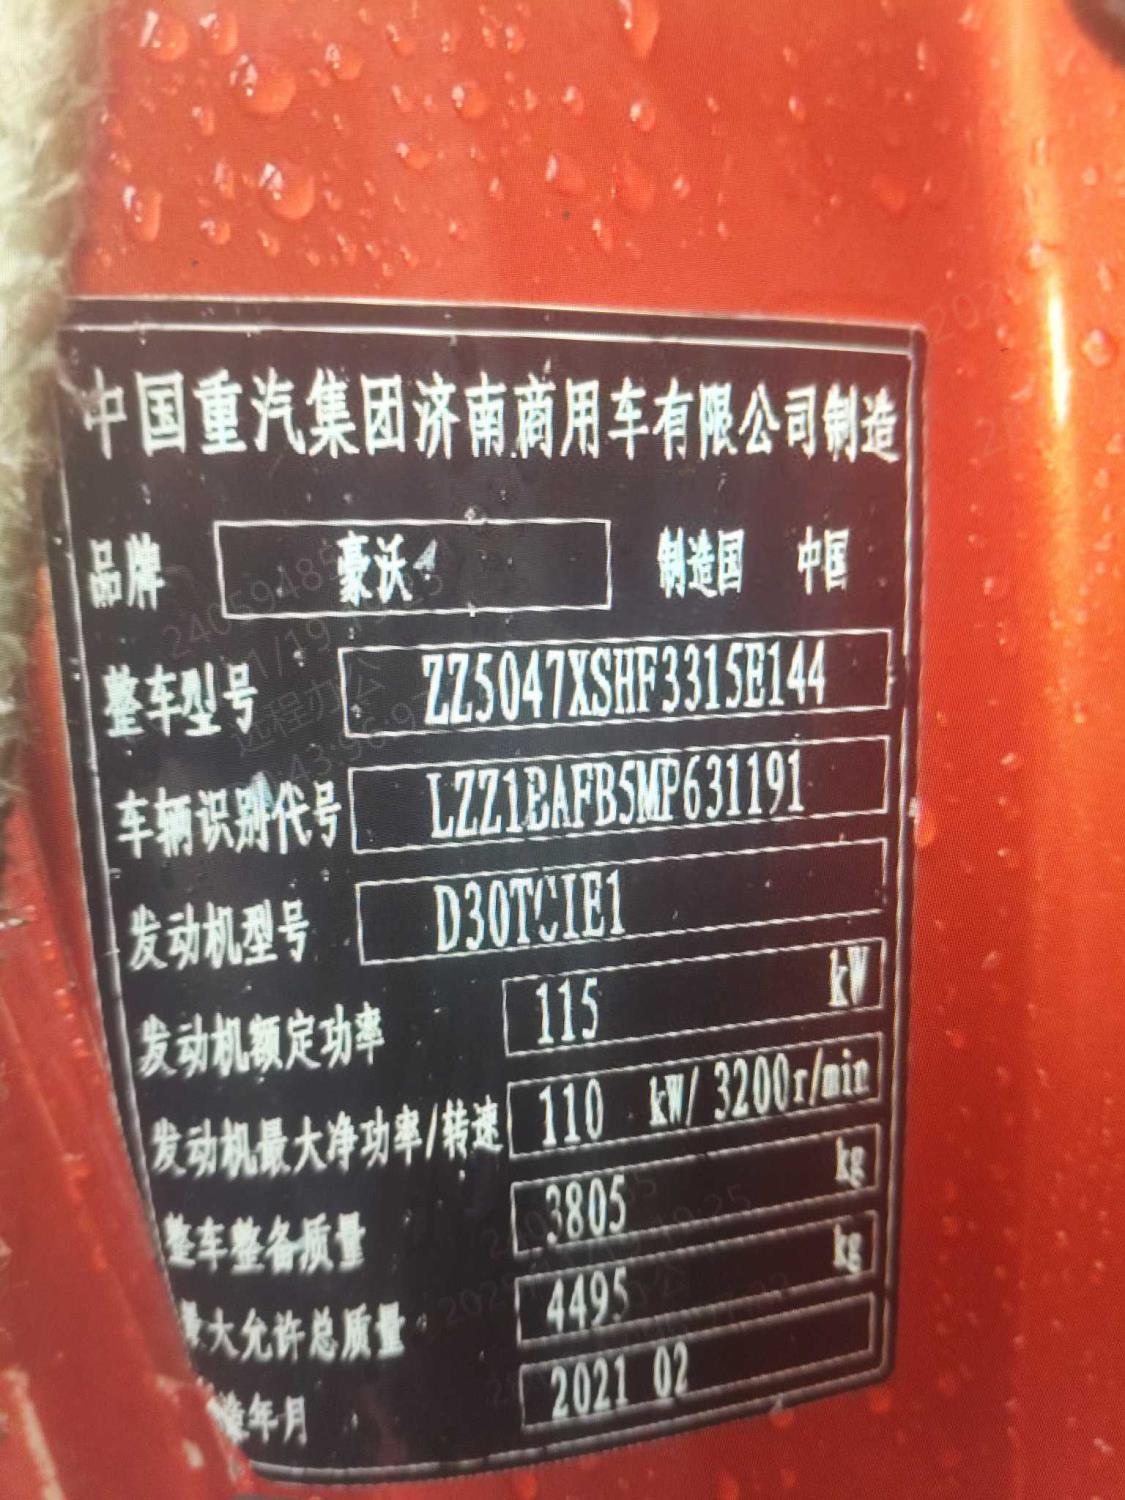 中国重汽集团济南商用车有限公司制造
品牌 豪沃 制造国 中国
整车型号 ZZ5047XSHF3315E144
车辆识别代号 LZZ1BAFB5MP631191
发动机型号 D30TCIE1
发动机额定功率 115 kW
发动机最大净功率/转速 110 kW/ 3200r/min
整车整备质量 3805 kg
最大允许总质量 4495 kg
制造年月 2021 02